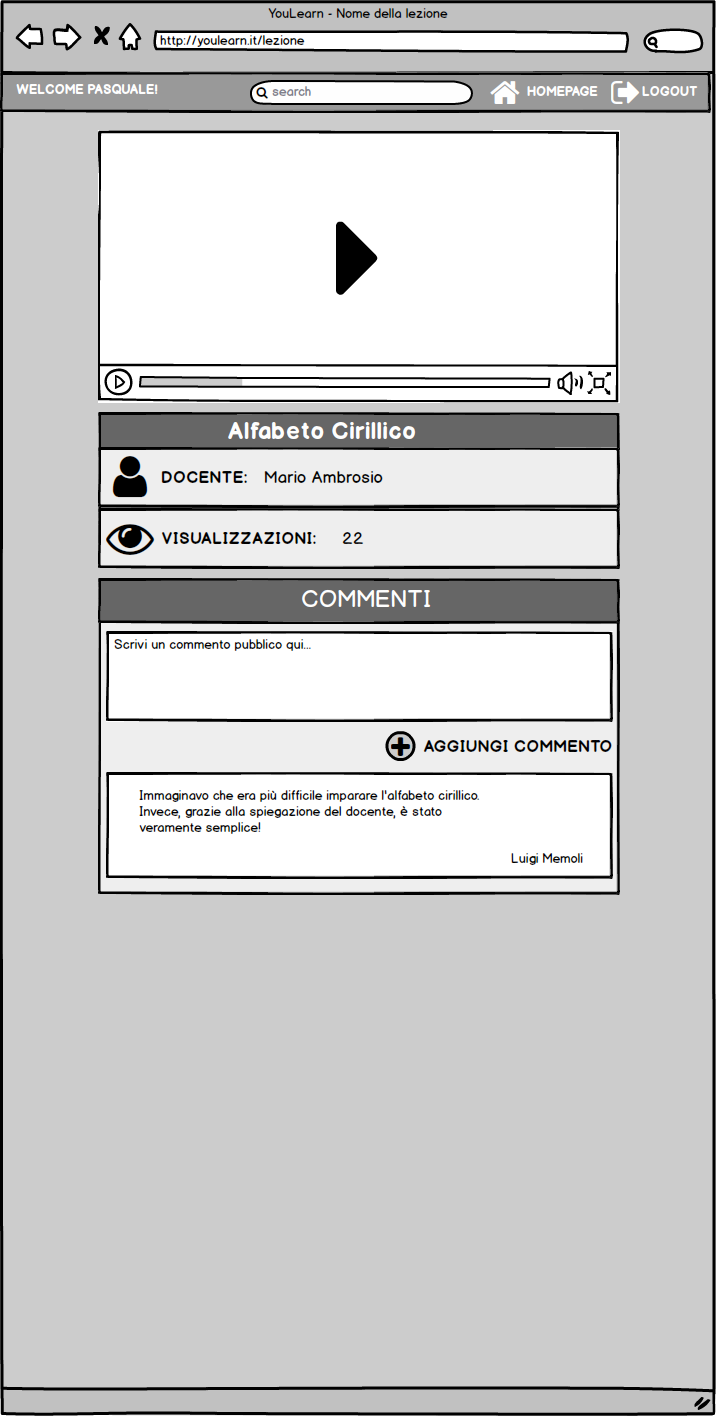 YouLearn - Nome della lezione
http://youlearn.it/lezione
WELCOME PASQUALE!
search
HOMEPAGE
LOGOUT
Alfabeto Cirillico
DOCENTE: Mario Ambrosio
VISUALIZZAZIONI: 22
COMMENTI
Scrivi un commento pubblico qui...
AGGIUNGI COMMENTO
Immaginavo che era più difficile imparare l'alfabeto cirillico.
Invece, grazie alla spiegazione del docente, è stato
veramente semplice!
Luigi Memoli